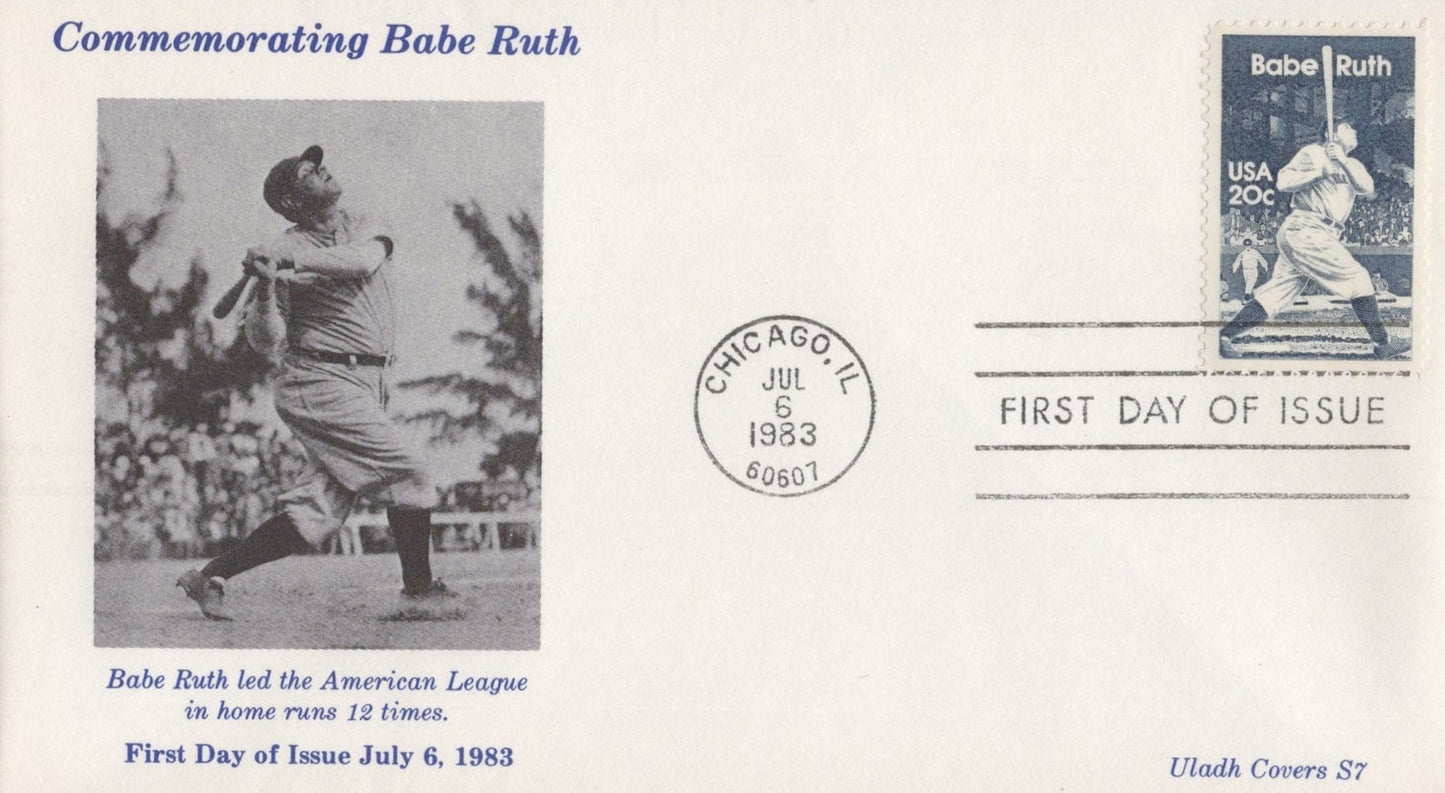 Commemorating Babe Ruth
Babe Ruth
USA
20c
CHICAGO, IL
JUL
6
1983
60607
FIRST DAY OF ISSUE
Babe Ruth led the American League
in home runs 12 times.
First Day of Issue July 6, 1983
Uladh Covers S7